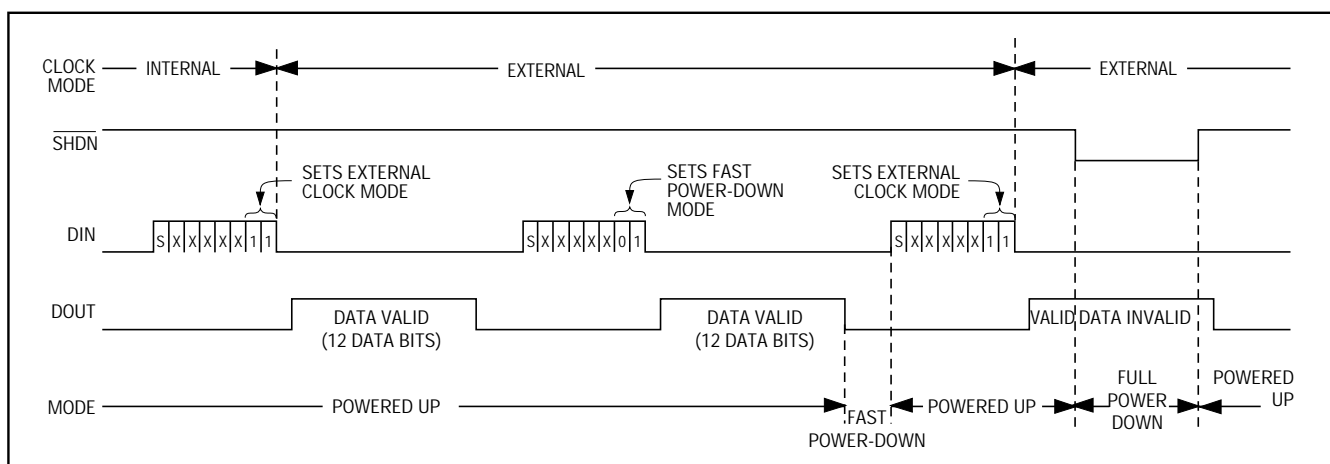 CLOCK
MODE
INTERNAL
EXTERNAL
EXTERNAL
SHDN
SETS EXTERNAL
CLOCK MODE
SETS FAST
POWER-DOWN
MODE
SETS EXTERNAL
CLOCK MODE
DIN
S X X X X X 1 1
S X X X X X 0 1
S X X X X X 1 1
DOUT
DATA VALID
(12 DATA BITS)
DATA VALID
(12 DATA BITS)
VALID DATA INVALID
MODE
POWERED UP
FAST
POWER-DOWN
POWERED UP
FULL
POWER
DOWN
POWERED
UP